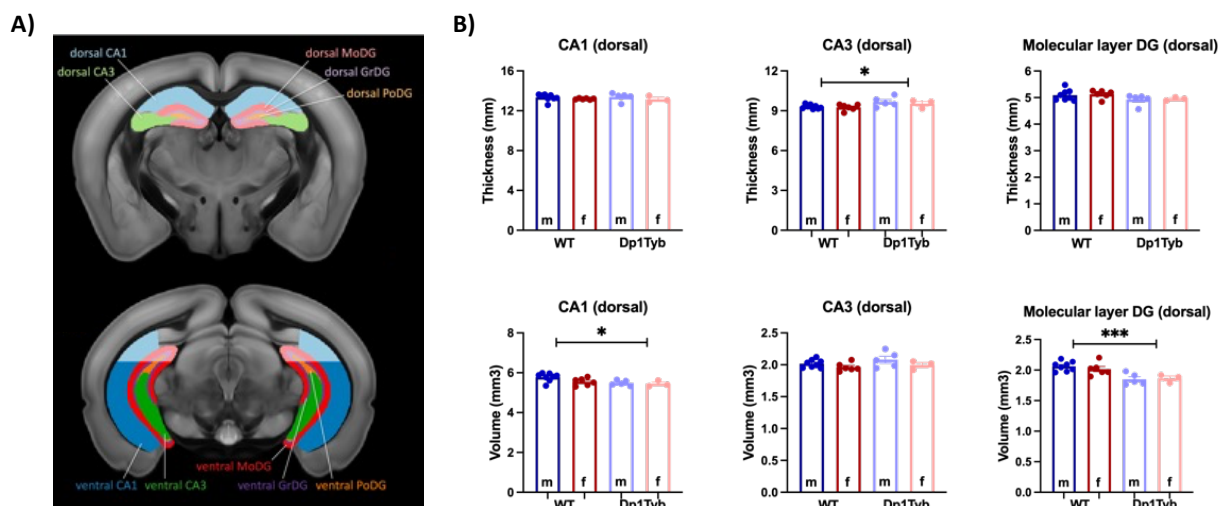 A)
dorsal CA1
dorsal CA3
dorsal MoDG
dorsal GrDG
dorsal PoDG
ventral MoDG
ventral CA1 ventral CA3 ventral GrDG ventral PoDG
B)
CA1 (dorsal)
Thickness (mm)
16
12
8
4
0
m f m f
WT Dp1Tyb
CA3 (dorsal)
Thickness (mm)
12
9
6
3
0
*
m f m f
WT Dp1Tyb
Molecular layer DG (dorsal)
Thickness (mm)
6
5
4
3
2
1
0
m f m f
WT Dp1Tyb
CA1 (dorsal)
Volume (mm3)
8
6
4
2
0
*
m f m f
WT Dp1Tyb
CA3 (dorsal)
Volume (mm3)
2.5
2.0
1.5
1.0
0.5
0.0
m f m f
WT Dp1Tyb
Molecular layer DG (dorsal)
Volume (mm3)
2.5
2.0
1.5
1.0
0.5
0.0
***
m f m f
WT Dp1Tyb